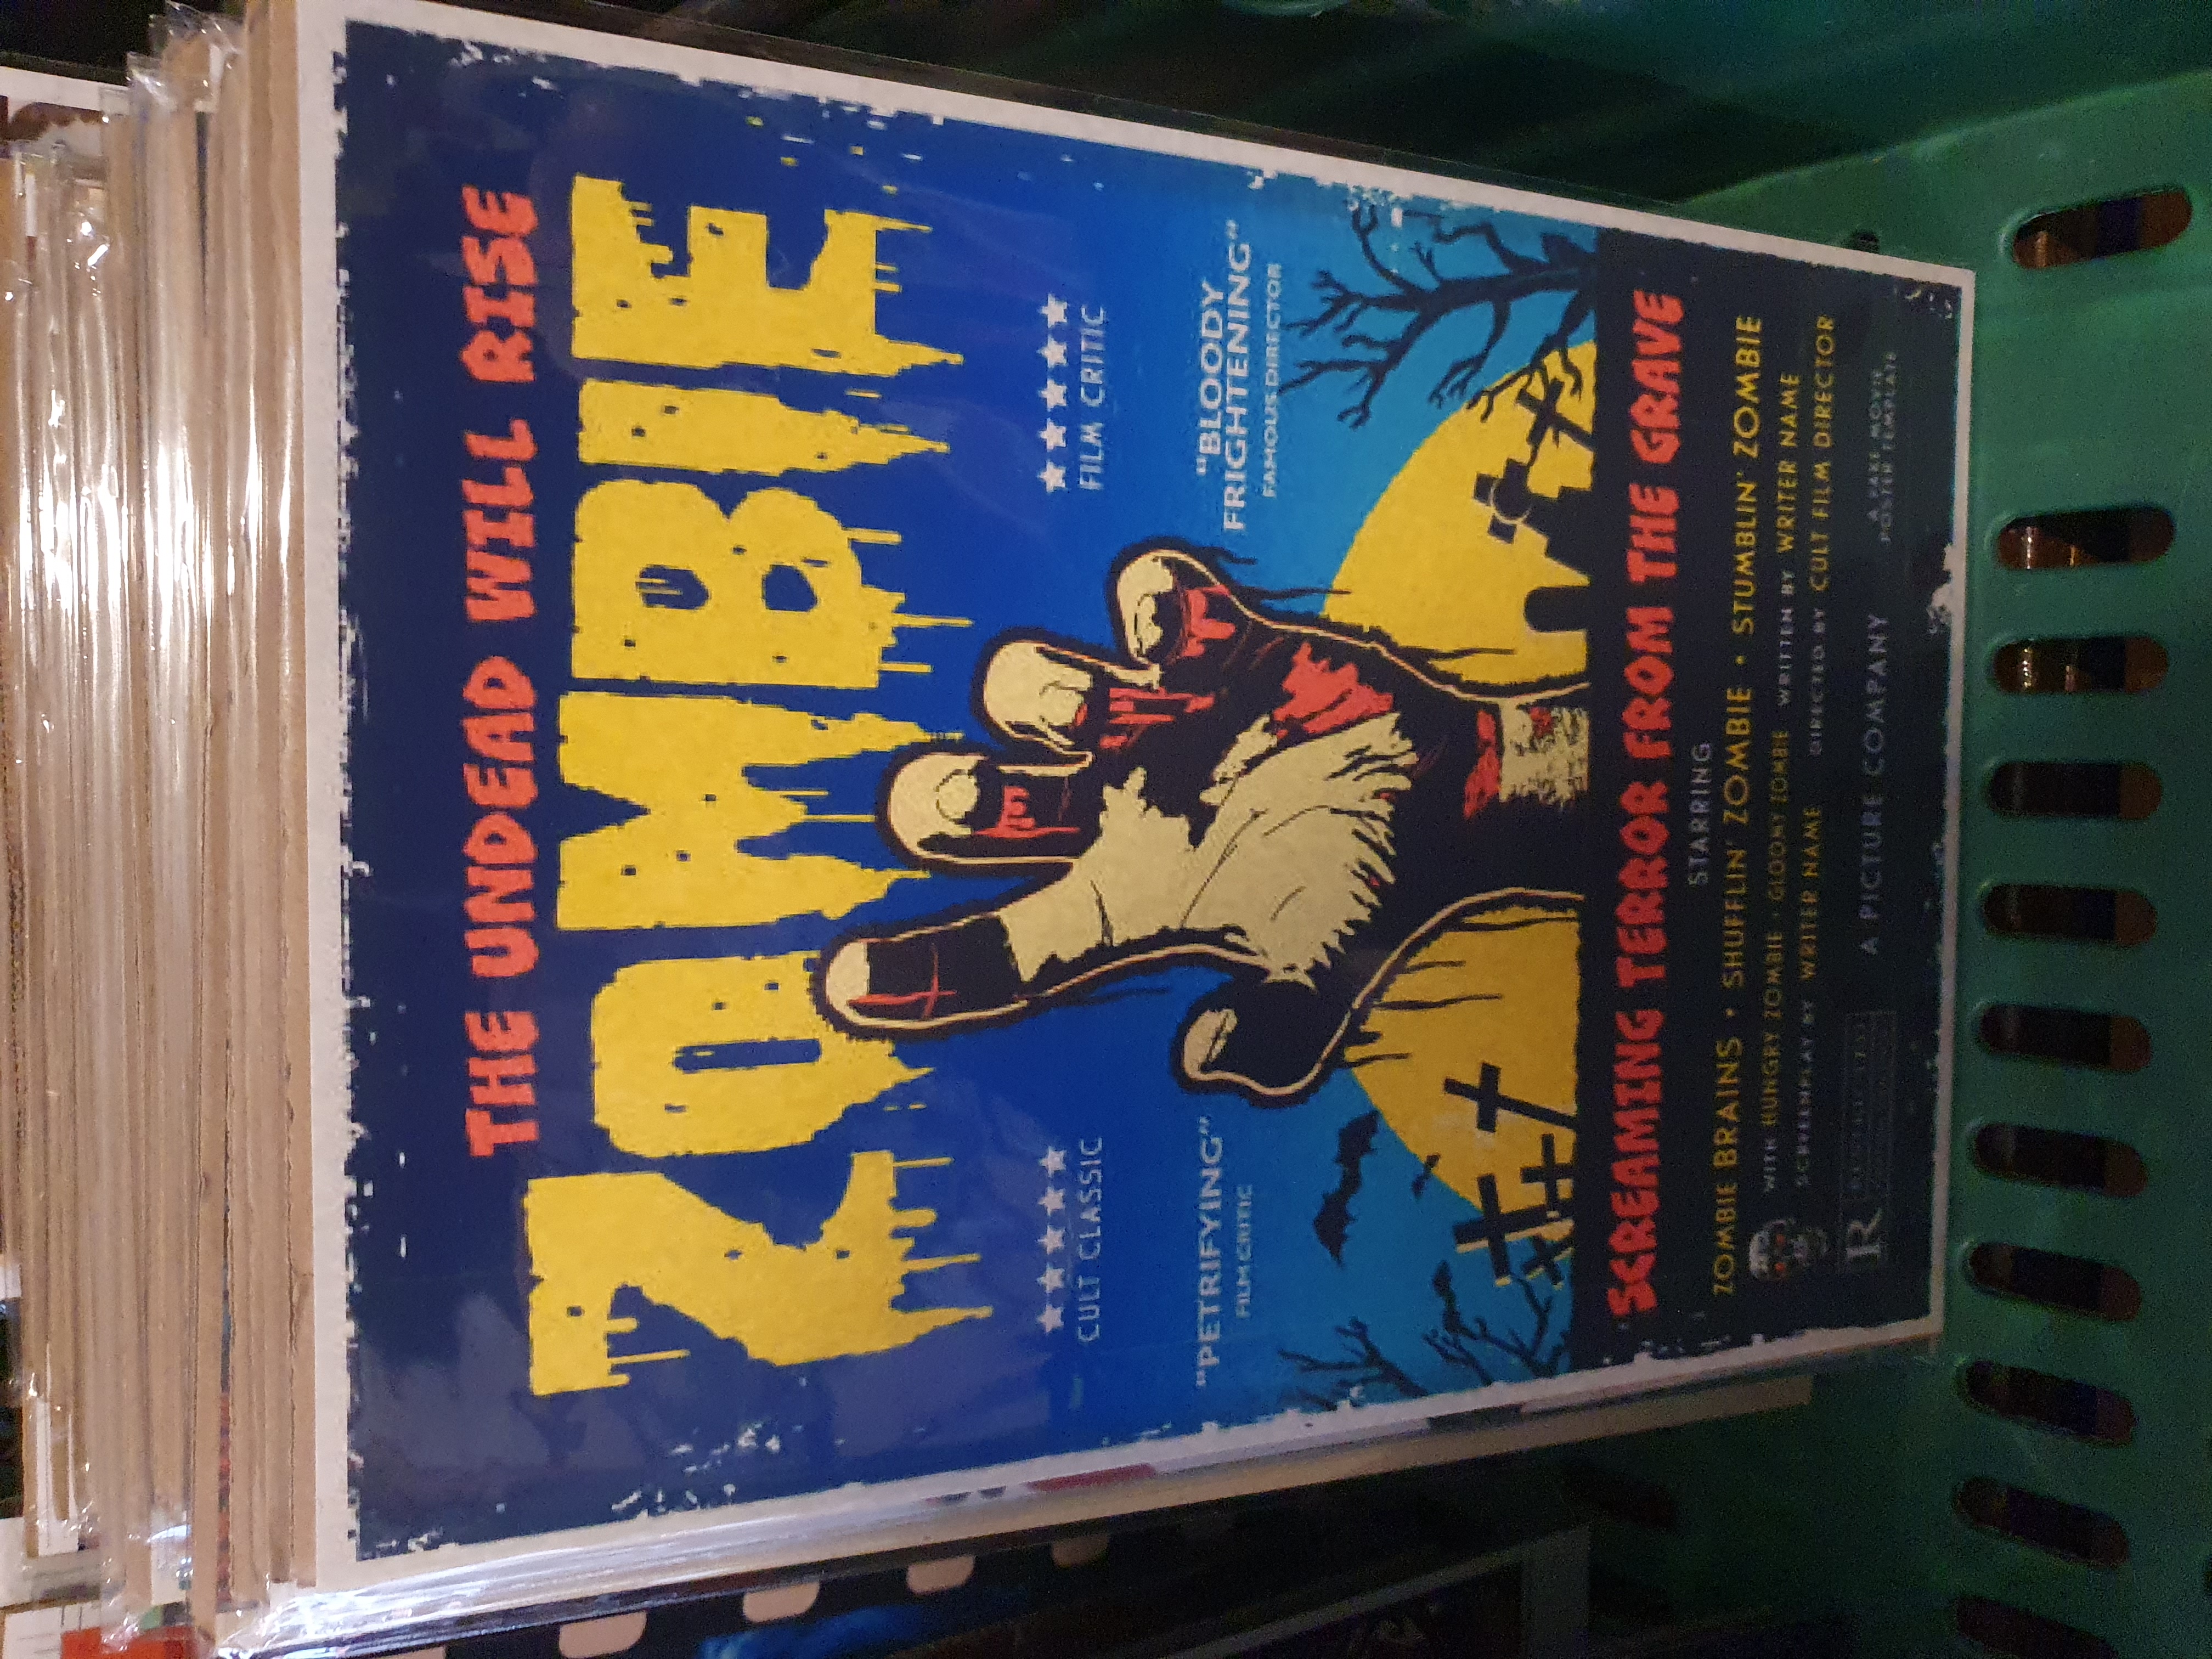 THE UNDEAD WILL RISE
ZOMBIE
CULT CLASSIC
FILM CRITIC
"PETRIFYING"
FILM CRITIC
"BLOODY
FRIGHTENING"
FAMOUS DIRECTOR
SCREAMING TERROR FROM THE GRAVE
STARRING
ZOMBIE BRAINS • SHUFFLIN' ZOMBIE • STUMBLIN' ZOMBIE
WITH HUNGRY ZOMBIE • GLOOMY ZOMBIE WRITTEN BY WRITER NAME
SCREENPLAY BY WRITER NAME DIRECTED BY CULT FILM DIRECTOR
R
A PICTURE COMPANY
A FAKE MOVIE
POSTER TEMPLATE